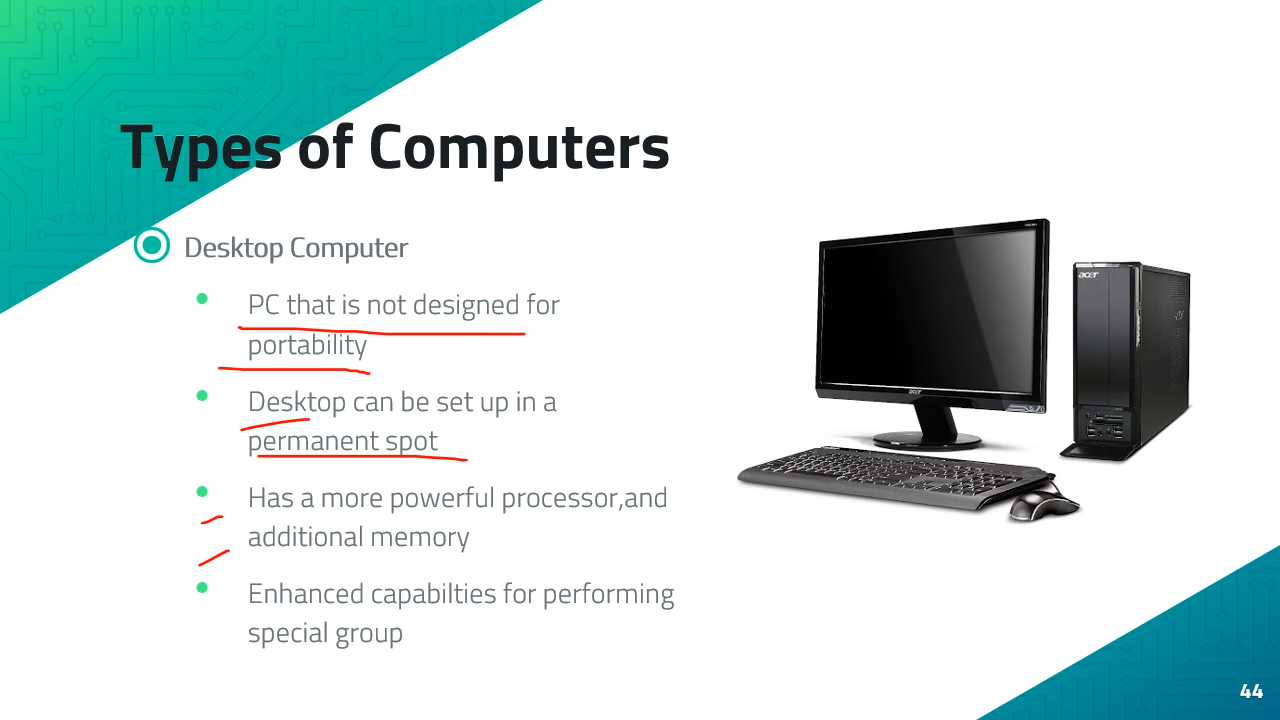 Types of Computers
Desktop Computer
PC that is not designed for
portability
Desktop can be set up in a
permanent spot
Has a more powerful processor,and
additional memory
Enhanced capabilties for performing
special group
acer
acer
44